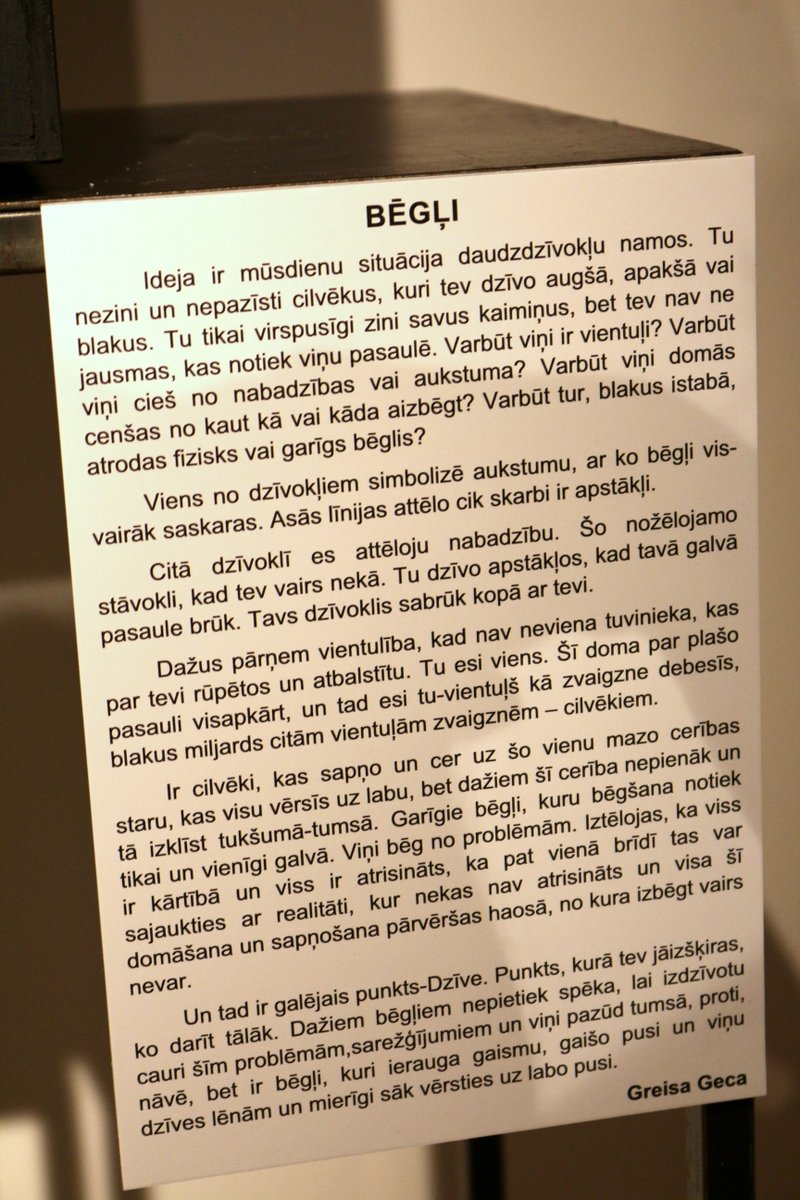 BĒGĻI
Ideja ir mūsdienu situācija daudzdzīvokļu namos. Tu
nezini un nepazīsti cilvēkus, kuri tev dzīvo augšā, apakšā vai
blakus. Tu tikai virspusīgi zini savus kaimiņus, bet tev nav ne
jausmas, kas notiek viņu pasaulē. Varbūt viņi ir vientuļi? Varbūt
viņi cieš no nabadzības vai aukstuma? Varbūt viņi domās
cenšas no kaut kā vai kāda aizbēgt? Varbūt tur, blakus istabā,
atrodas fizisks vai garīgs bēglis?
Viens no dzīvokļiem simbolizē aukstumu, ar ko bēgļi vis-
vairāk saskaras. Asās līnijas attēlo cik skarbi ir apstākļi.
Citā dzīvoklī es attēloju nabadzību. Šo nožēlojamo
stāvokli, kad tev vairs nekā. Tu dzīvo apstākļos, kad tavā galvā
pasaule brūk. Tavs dzīvoklis sabrūk kopā ar tevi.
Dažus pārņem vientulība, kad nav neviena tuvinieka, kas
par tevi rūpētos un atbalstītu. Tu esi viens. Šī doma par plašo
pasauli visapkārt, un tad esi tu-vientuļš kā zvaigzne debesīs,
blakus miljards citām vientuļām zvaigznēm – cilvēkiem.
Ir cilvēki, kas sapņo un cer uz šo vienu mazo cerības
staru, kas visu vērsīs uz labu, bet dažiem šī cerība nepienāk un
tā izklīst tukšumā-tumsā. Garīgie bēgļi, kuru bēgšana notiek
tikai un vienīgi galvā. Viņi bēg no problēmām. Iztēlojas, ka viss
ir kārtībā un viss ir atrisināts, ka pat vienā brīdī tas var
sajaukties ar realitāti, kur nekas nav atrisināts un visa šī
domāšana un sapņošana pārvēršas haosā, no kura izbēgt vairs
nevar.
Un tad ir galējais punkts-Dzīve. Punkts, kurā tev jāizšķiras,
ko darīt tālāk. Dažiem bēgļiem nepietiek spēka, lai izdzīvotu
cauri šīm problēmām,sarežģījumiem un viņi pazūd tumsā, proti,
nāvē, bet ir bēgļi, kuri ierauga gaismu, gaišo pusi un viņu
dzīves lēnām un mierīgi sāk vērsties uz labo pusi.
Greisa Geca